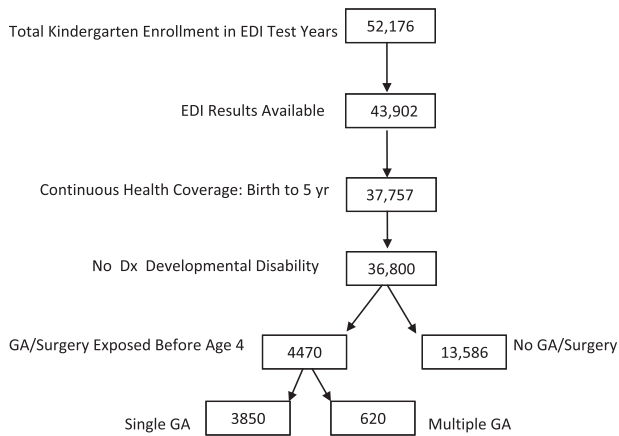 Total Kindergarten Enrollment in EDI Test Years 52,176
EDI Results Available 43,902
Continuous Health Coverage: Birth to 5 yr 37,757
No Dx Developmental Disability 36,800
GA/Surgery Exposed Before Age 4 4470 13,586 No GA/Surgery
Single GA 3850 620 Multiple GA